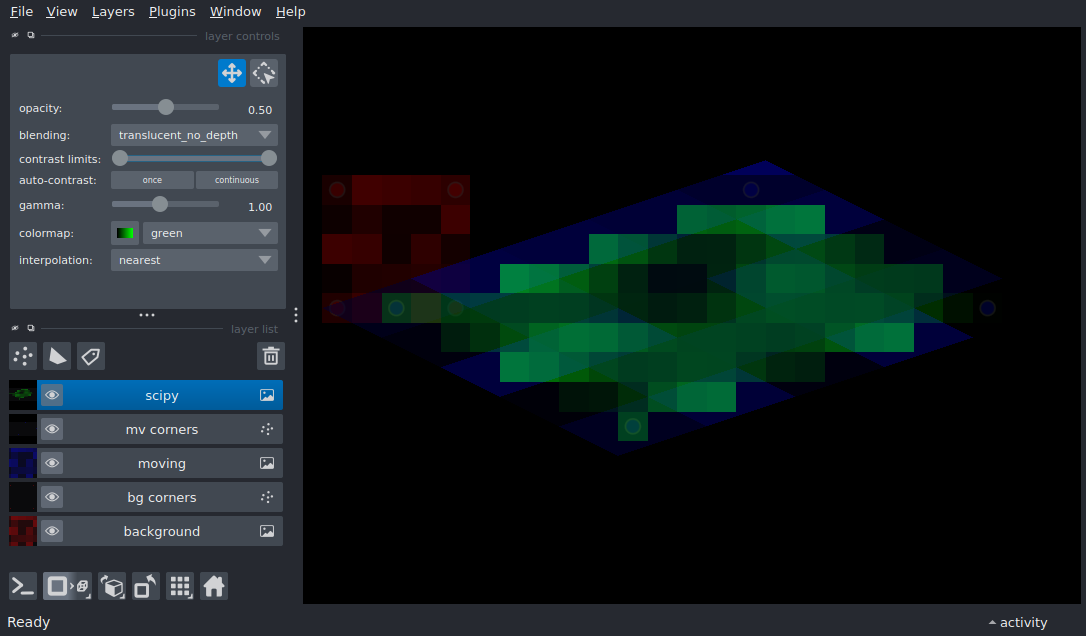 File View Layers Plugins Window Help
layer controls
opacity: 0.50
blending: translucent_no_depth
contrast limits:
auto-contrast: once continuous
gamma: 1.00
colormap: green
interpolation: nearest
layer list
scipy
mv corners
moving
bg corners
background
Ready activity